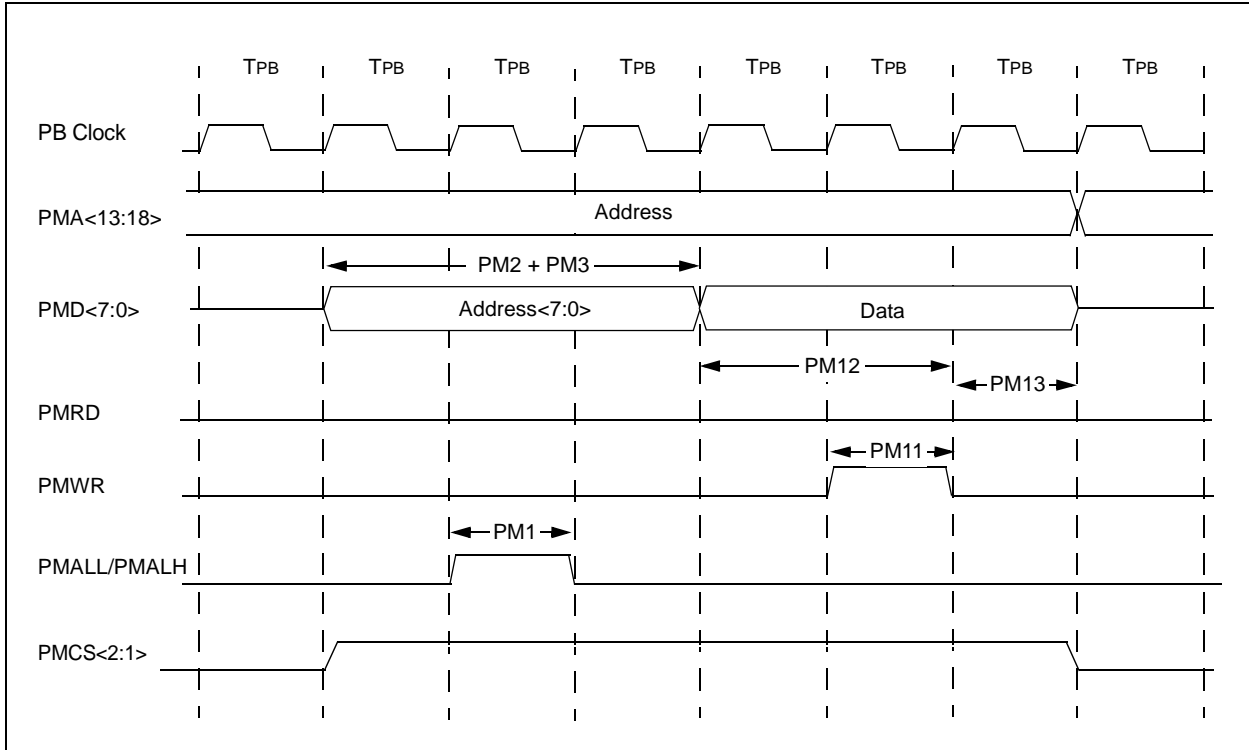 TPB TPB TPB TPB TPB TPB TPB TPB
PB Clock
PMA<13:18>
Address
PM2 + PM3
PMD<7:0>
Address<7:0>
Data
PM12
PM13
PMRD
PM11
PMWR
PM1
PMALL/PMALH
PMCS<2:1>